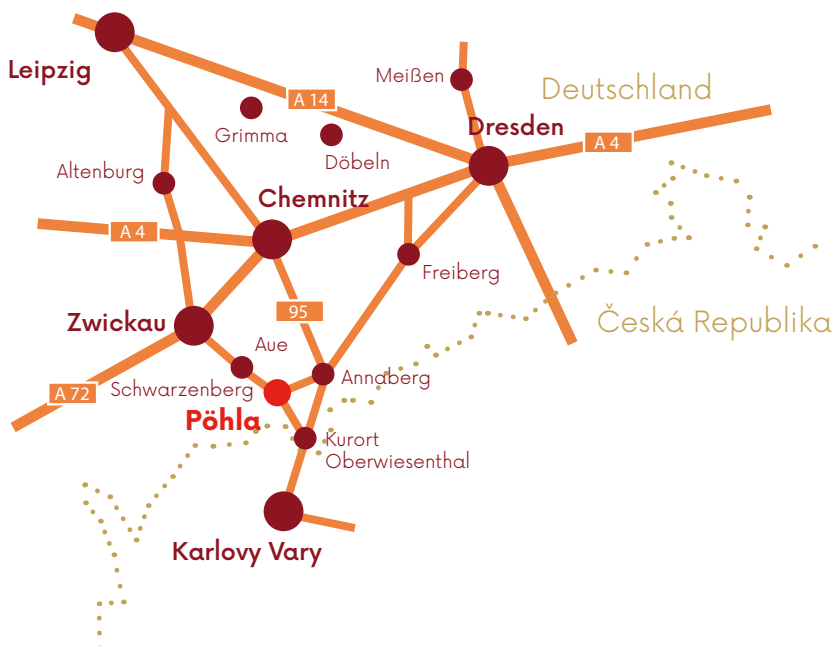 Leipzig
Meißen
Deutschland
A 14
Grimma
Dresden
A 4
Döbeln
Altenburg
Chemnitz
A 4
Freiberg
95
Zwickau
Česká Republika
Aue
Annaberg
A 72
Schwarzenberg
Pöhla
Kurort
Oberwiesenthal
Karlovy Vary